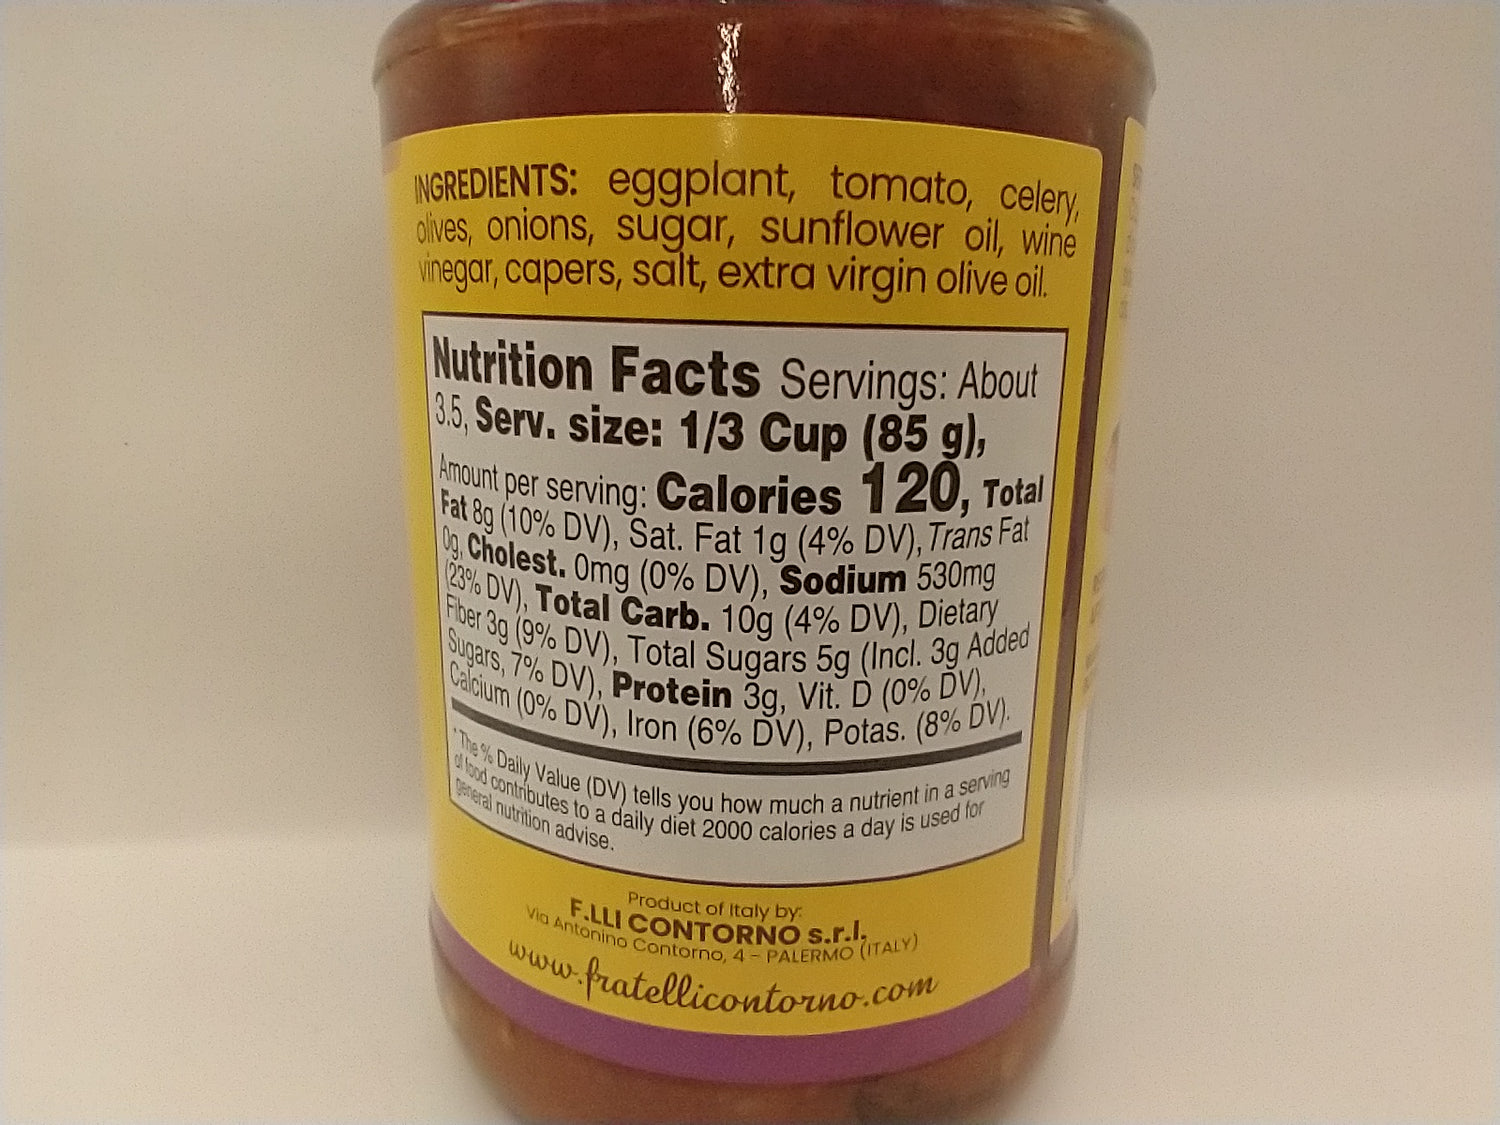 INGREDIENTS: eggplant, tomato, celery,
olives, onions, sugar, sunflower oil, wine
vinegar, capers, salt, extra virgin olive oil.
Nutrition Facts Servings: About
3.5, Serv. size: 1/3 Cup (85 g),
Amount per serving: Calories 120, Total
Fat 8g (10% DV), Sat. Fat 1g (4% DV), Trans Fat
0g, Cholest. 0mg (0% DV), Sodium 530mg
(23% DV), Total Carb. 10g (4% DV), Dietary
Fiber 3g (9% DV), Total Sugars 5g (Incl. 3g Added
Sugars, 7% DV), Protein 3g, Vit. D (0% DV),
Calcium (0% DV), Iron (6% DV), Potas. (8% DV).
* The % Daily Value (DV) tells you how much a nutrient in a serving
of food contributes to a daily diet 2000 calories a day is used for
general nutrition advise.
Product of Italy by:
F.LLI CONTORNO s.r.l.
Via Antonino Contorno, 4 - PALERMO (ITALY)
www.fratellicontorno.com